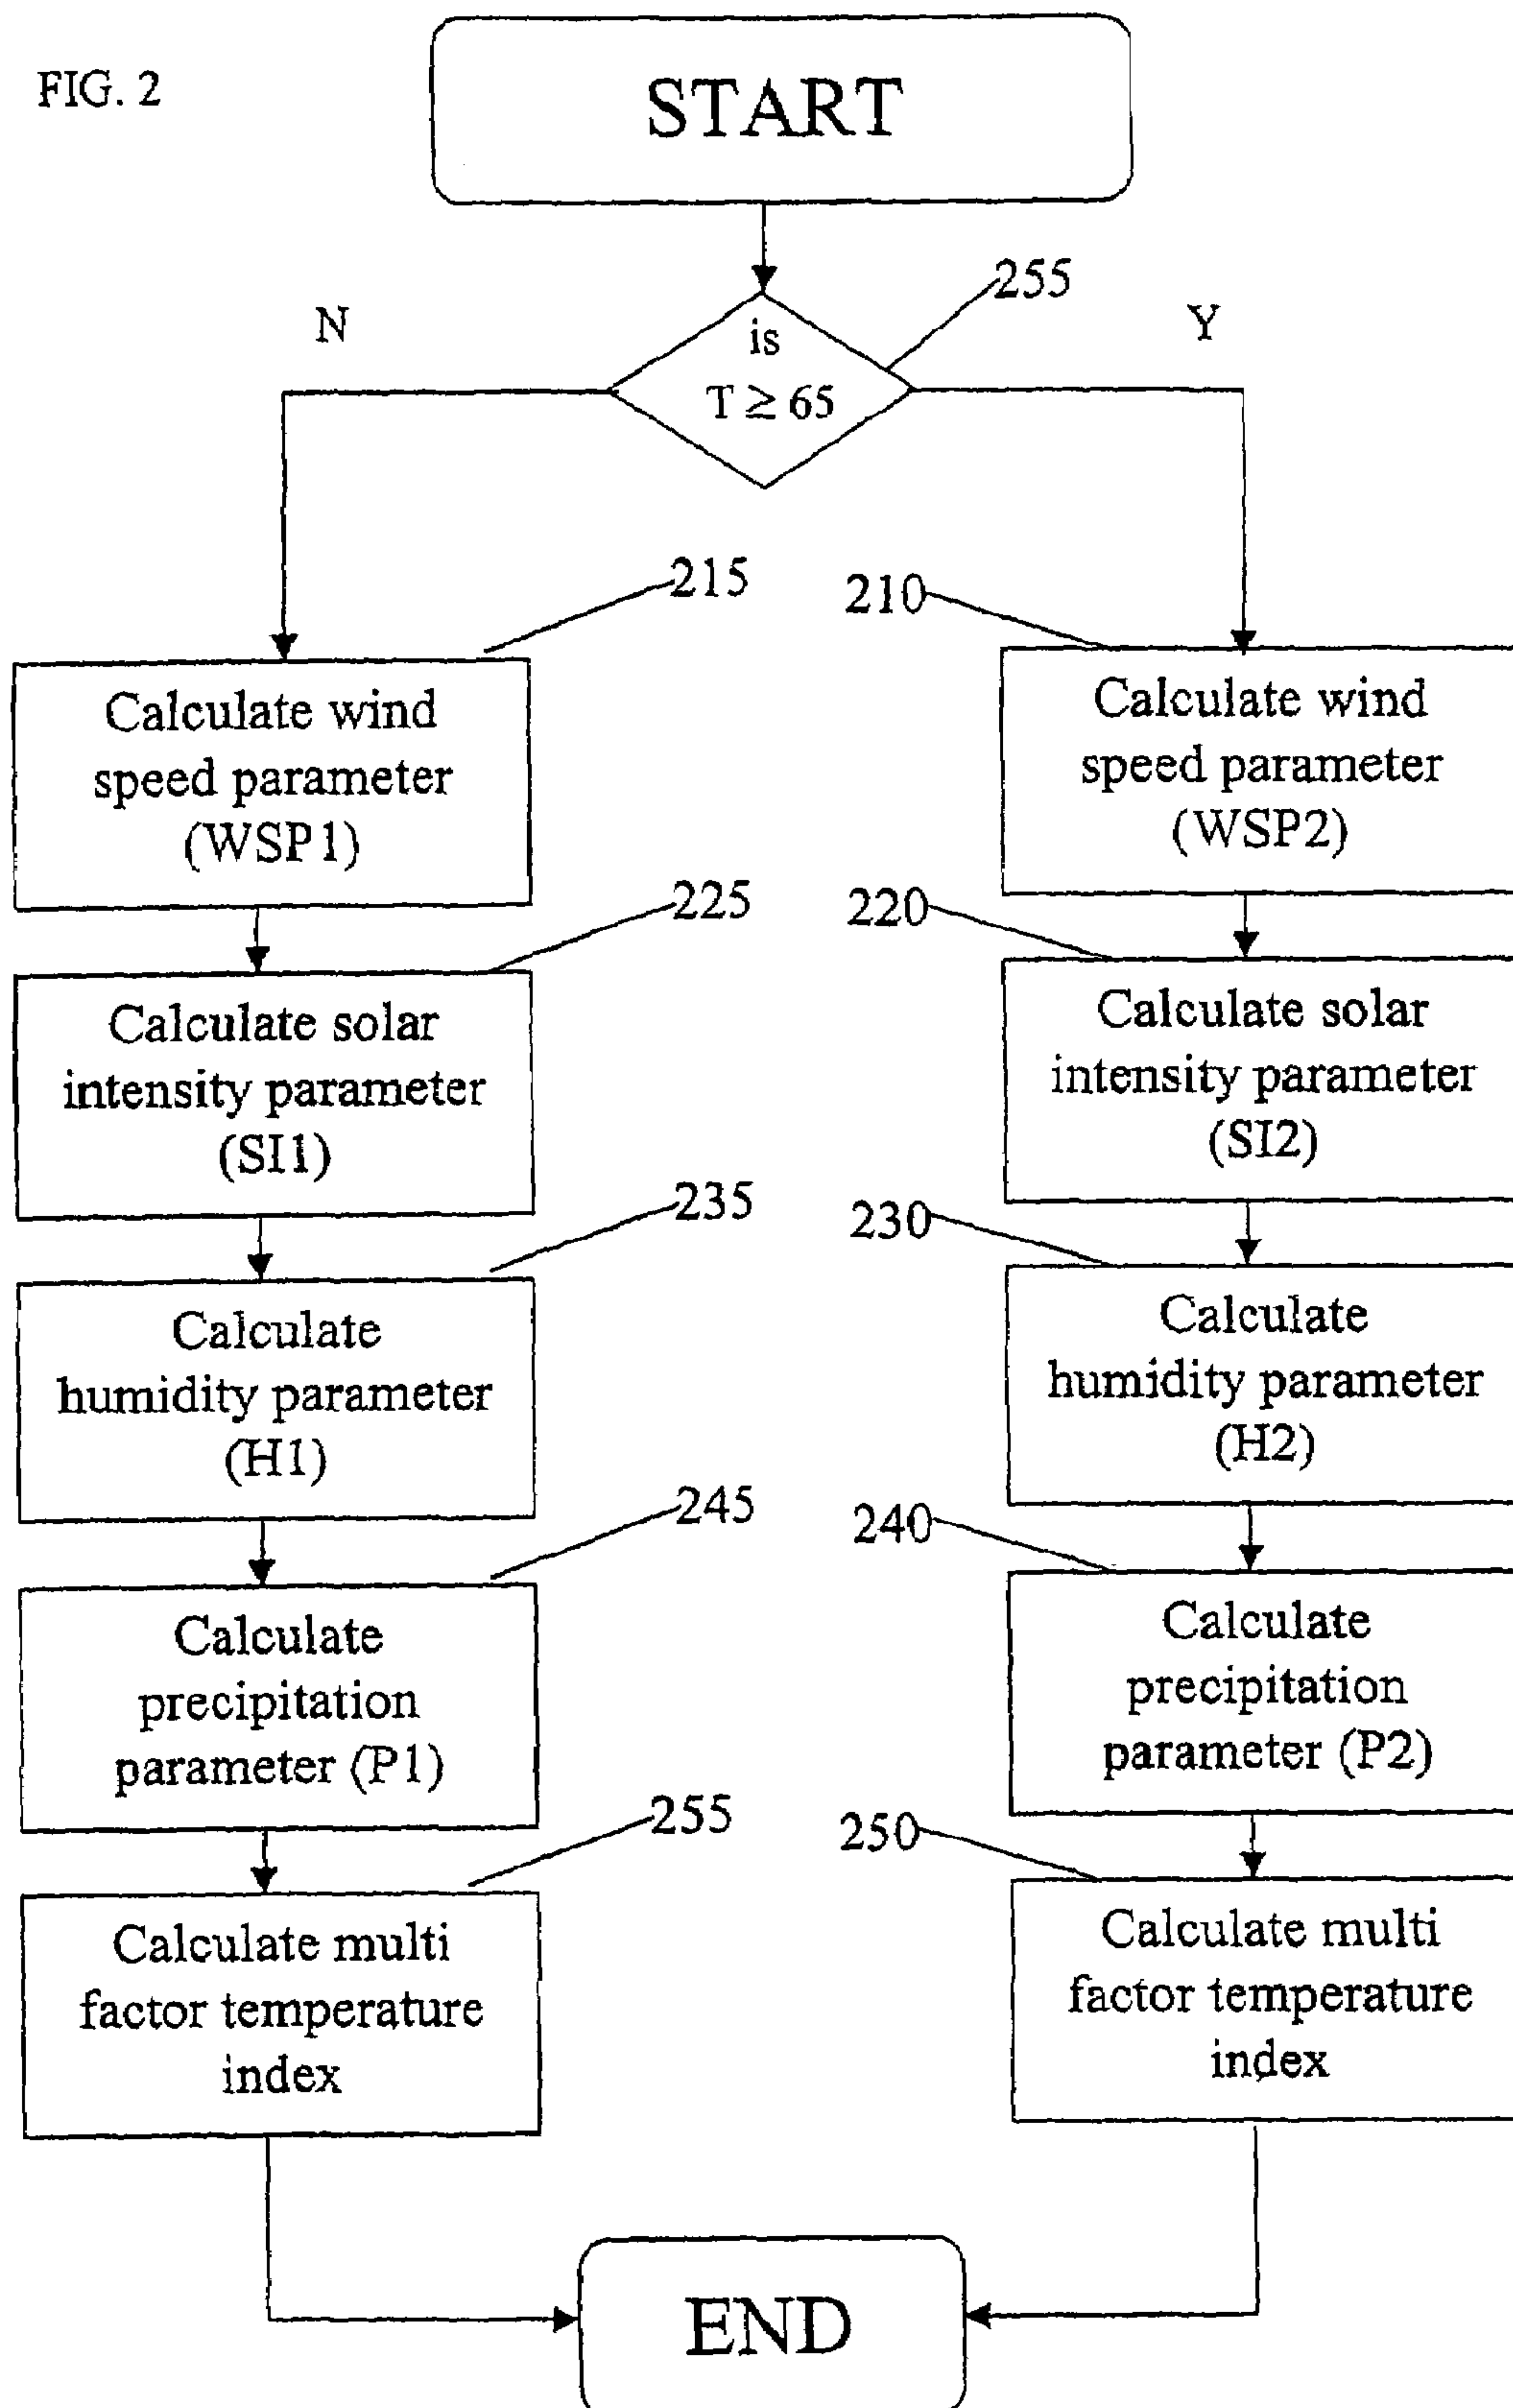 FIG. 2
START
255
N
is
Y
T ≥ 65
215
210
Calculate wind
speed parameter
(WSP1)
Calculate wind
speed parameter
(WSP2)
225
220
Calculate solar
intensity parameter
(SI1)
Calculate solar
intensity parameter
(SI2)
235
230
Calculate
humidity parameter
(H1)
Calculate
humidity parameter
(H2)
245
240
Calculate
precipitation
parameter (P1)
Calculate
precipitation
parameter (P2)
255
250
Calculate multi
factor temperature
index
Calculate multi
factor temperature
index
END